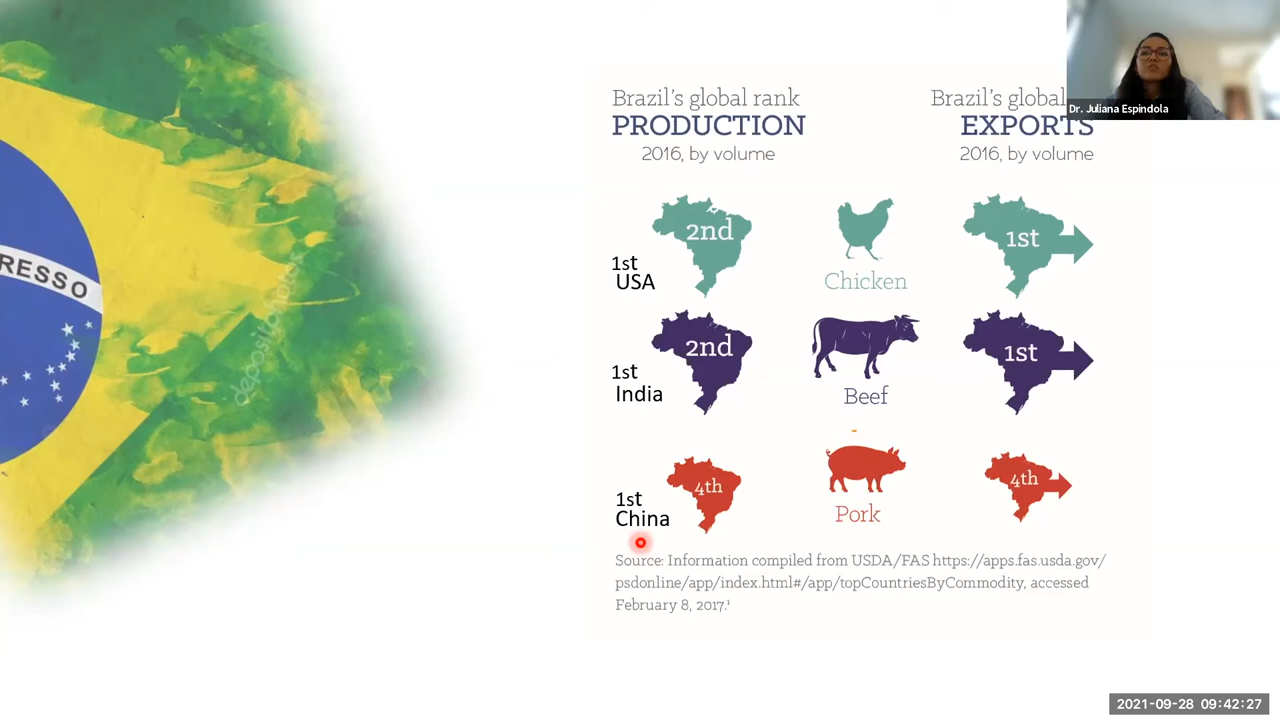 RESSO
depositphotos
Brazil's global rank
PRODUCTION
2016, by volume
Brazil's global
EXPORTS
2016, by volume
Dr. Juliana Espindola
2nd
1st
USA
Chicken
1st
2nd
1st
India
Beef
1st
4th
1st
China
Pork
4th
Source: Information compiled from USDA/FAS https://apps.fas.usda.gov/
psdonline/app/index.html#/app/topCountriesByCommodity, accessed
February 8, 2017.¹
2021-09-28 09:42:27